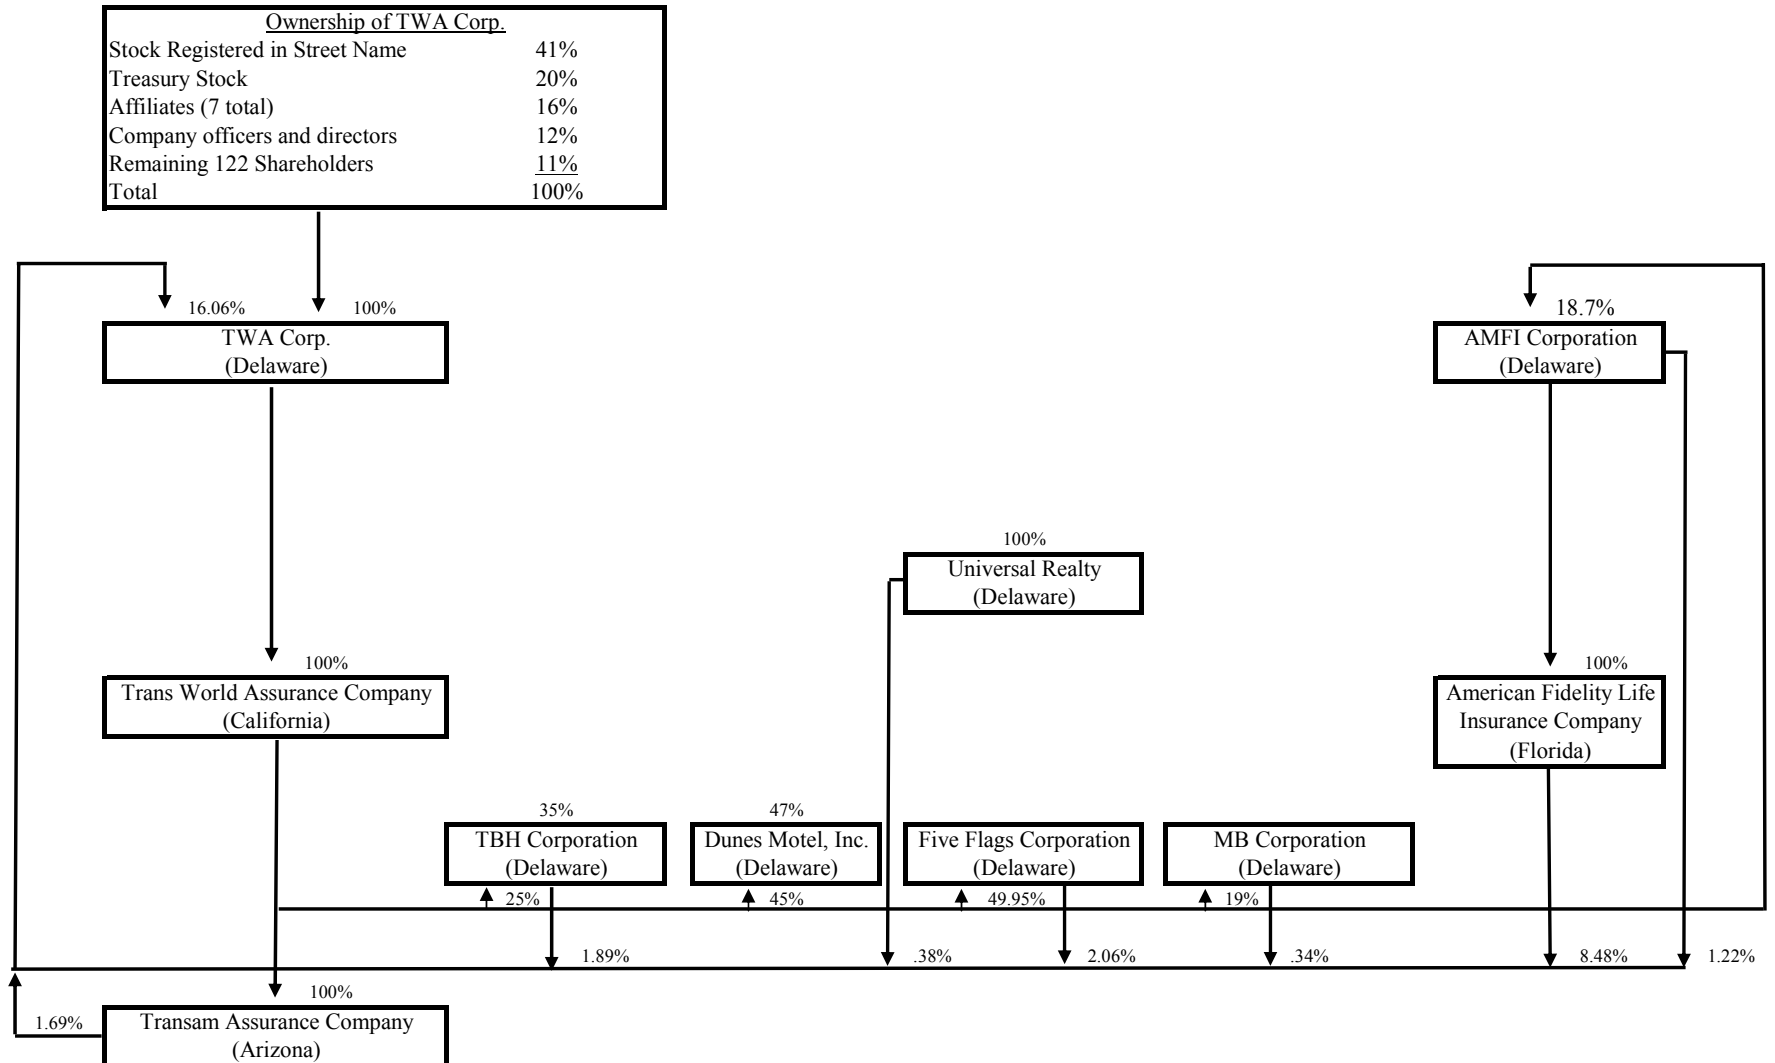 Ownership of TWA Corp.
Stock Registered in Street Name 41%
Treasury Stock 20%
Affiliates (7 total) 16%
Company officers and directors 12%
Remaining 122 Shareholders 11%
Total 100%
16.06% 100%
TWA Corp.
(Delaware)
18.7%
AMFI Corporation
(Delaware)
100%
Universal Realty
(Delaware)
100%
Trans World Assurance Company
(California)
100%
American Fidelity Life
Insurance Company
(Florida)
35%
TBH Corporation
(Delaware)
25%
47%
Dunes Motel, Inc.
(Delaware)
45%
Five Flags Corporation
(Delaware)
49.95%
MB Corporation
(Delaware)
19%
1.89% .38% 2.06% .34% 8.48% 1.22%
100%
1.69%
Transam Assurance Company
(Arizona)